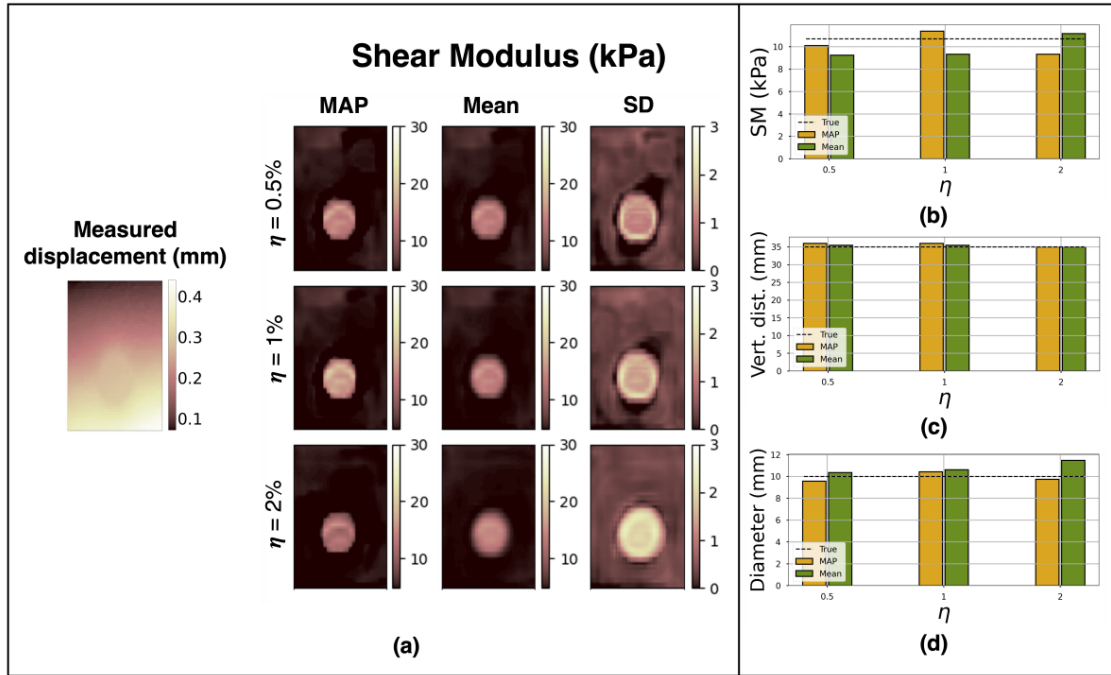 Shear Modulus (kPa)
MAP
Mean
SD
Measured
displacement (mm)
0.4
0.3
0.2
0.1
η = 0.5%
30
20
10
30
20
10
3
2
1
0
η = 1%
30
20
10
30
20
10
3
2
1
0
η = 2%
30
20
10
30
20
10
3
2
1
0
(a)
SM (kPa)
10
8
6
4
2
0
True
MAP
Mean
0.5
1
2
η
(b)
Vert. dist. (mm)
35
30
25
20
15
10
5
0
True
MAP
Mean
0.5
1
2
η
(c)
Diameter (mm)
12
10
8
6
4
2
0
True
MAP
Mean
0.5
1
2
η
(d)